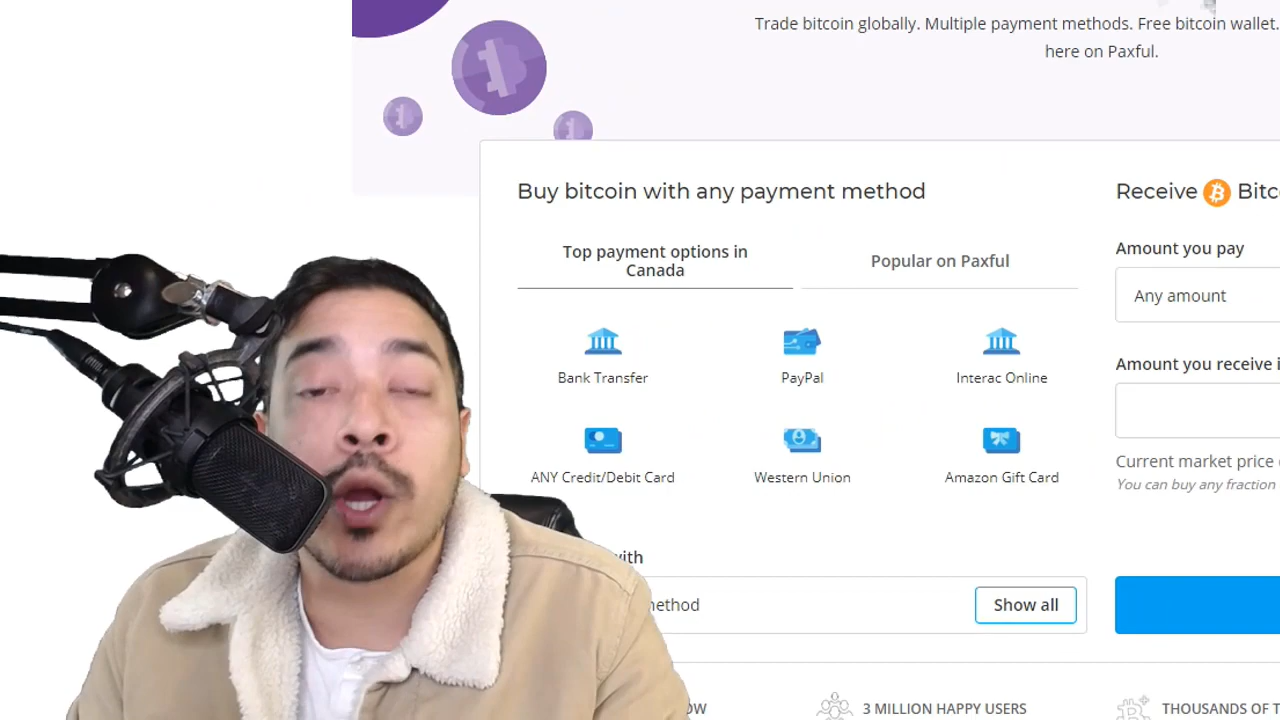 Trade bitcoin globally. Multiple payment methods. Free bitcoin wallet.
here on Paxful.
Buy bitcoin with any payment method
Top payment options in
Canada
Popular on Paxful
Bank Transfer
PayPal
Interac Online
ANY Credit/Debit Card
Western Union
Amazon Gift Card
Show all
Receive
Amount you pay
Any amount
Amount you receive
Current market price
You can buy any fraction
3 MILLION HAPPY USERS
THOUSANDS OF